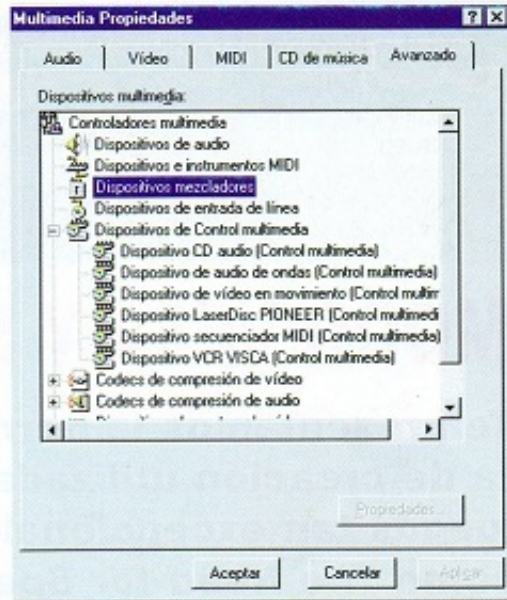 Multimedia Propiedades
Audio Vídeo MIDI CD de música Avanzado
Dispositivos multimedia:
Controladores multimedia
Dispositivos de audio
Dispositivos e instrumentos MIDI
Dispositivos mezcladores
Dispositivos de entrada de línea
Dispositivos de Control multimedia
Dispositivo CD audio (Control multimedia)
Dispositivo de audio de ondas (Control multimedia)
Dispositivo de vídeo en movimiento (Control multim
Dispositivo LaserDisc PIONEER (Control multimedi
Dispositivo secuenciador MIDI (Control multimedia)
Dispositivo VCR VISCA (Control multimedia)
Codecs de compresión de vídeo
Codecs de compresión de audio
Propiedades...
Aceptar Cancelar Aplicar